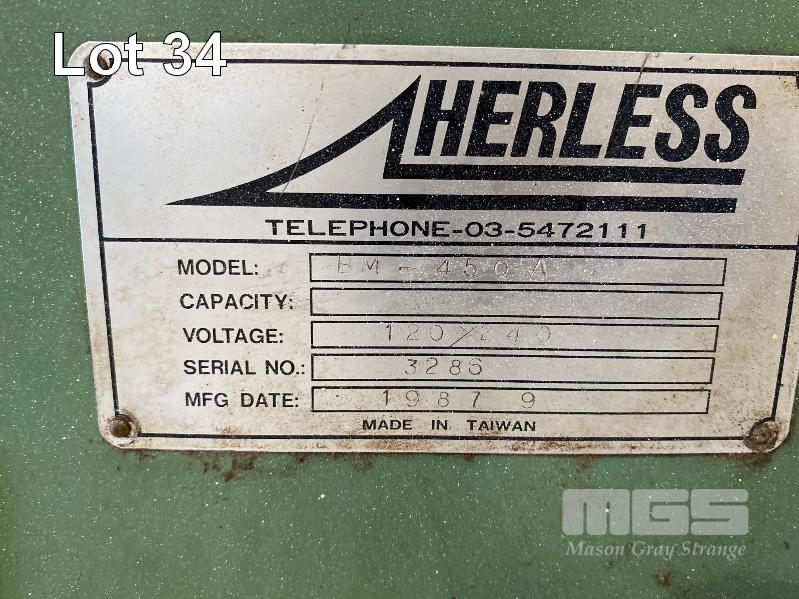 Lot 34
HERLESS
TELEPHONE-03-5472111
MODEL: BM-450A
CAPACITY:
VOLTAGE: 120/240
SERIAL NO.: 3286
MFG DATE: 1987 9
MADE IN TAIWAN
MGS
Mason Gray Strange